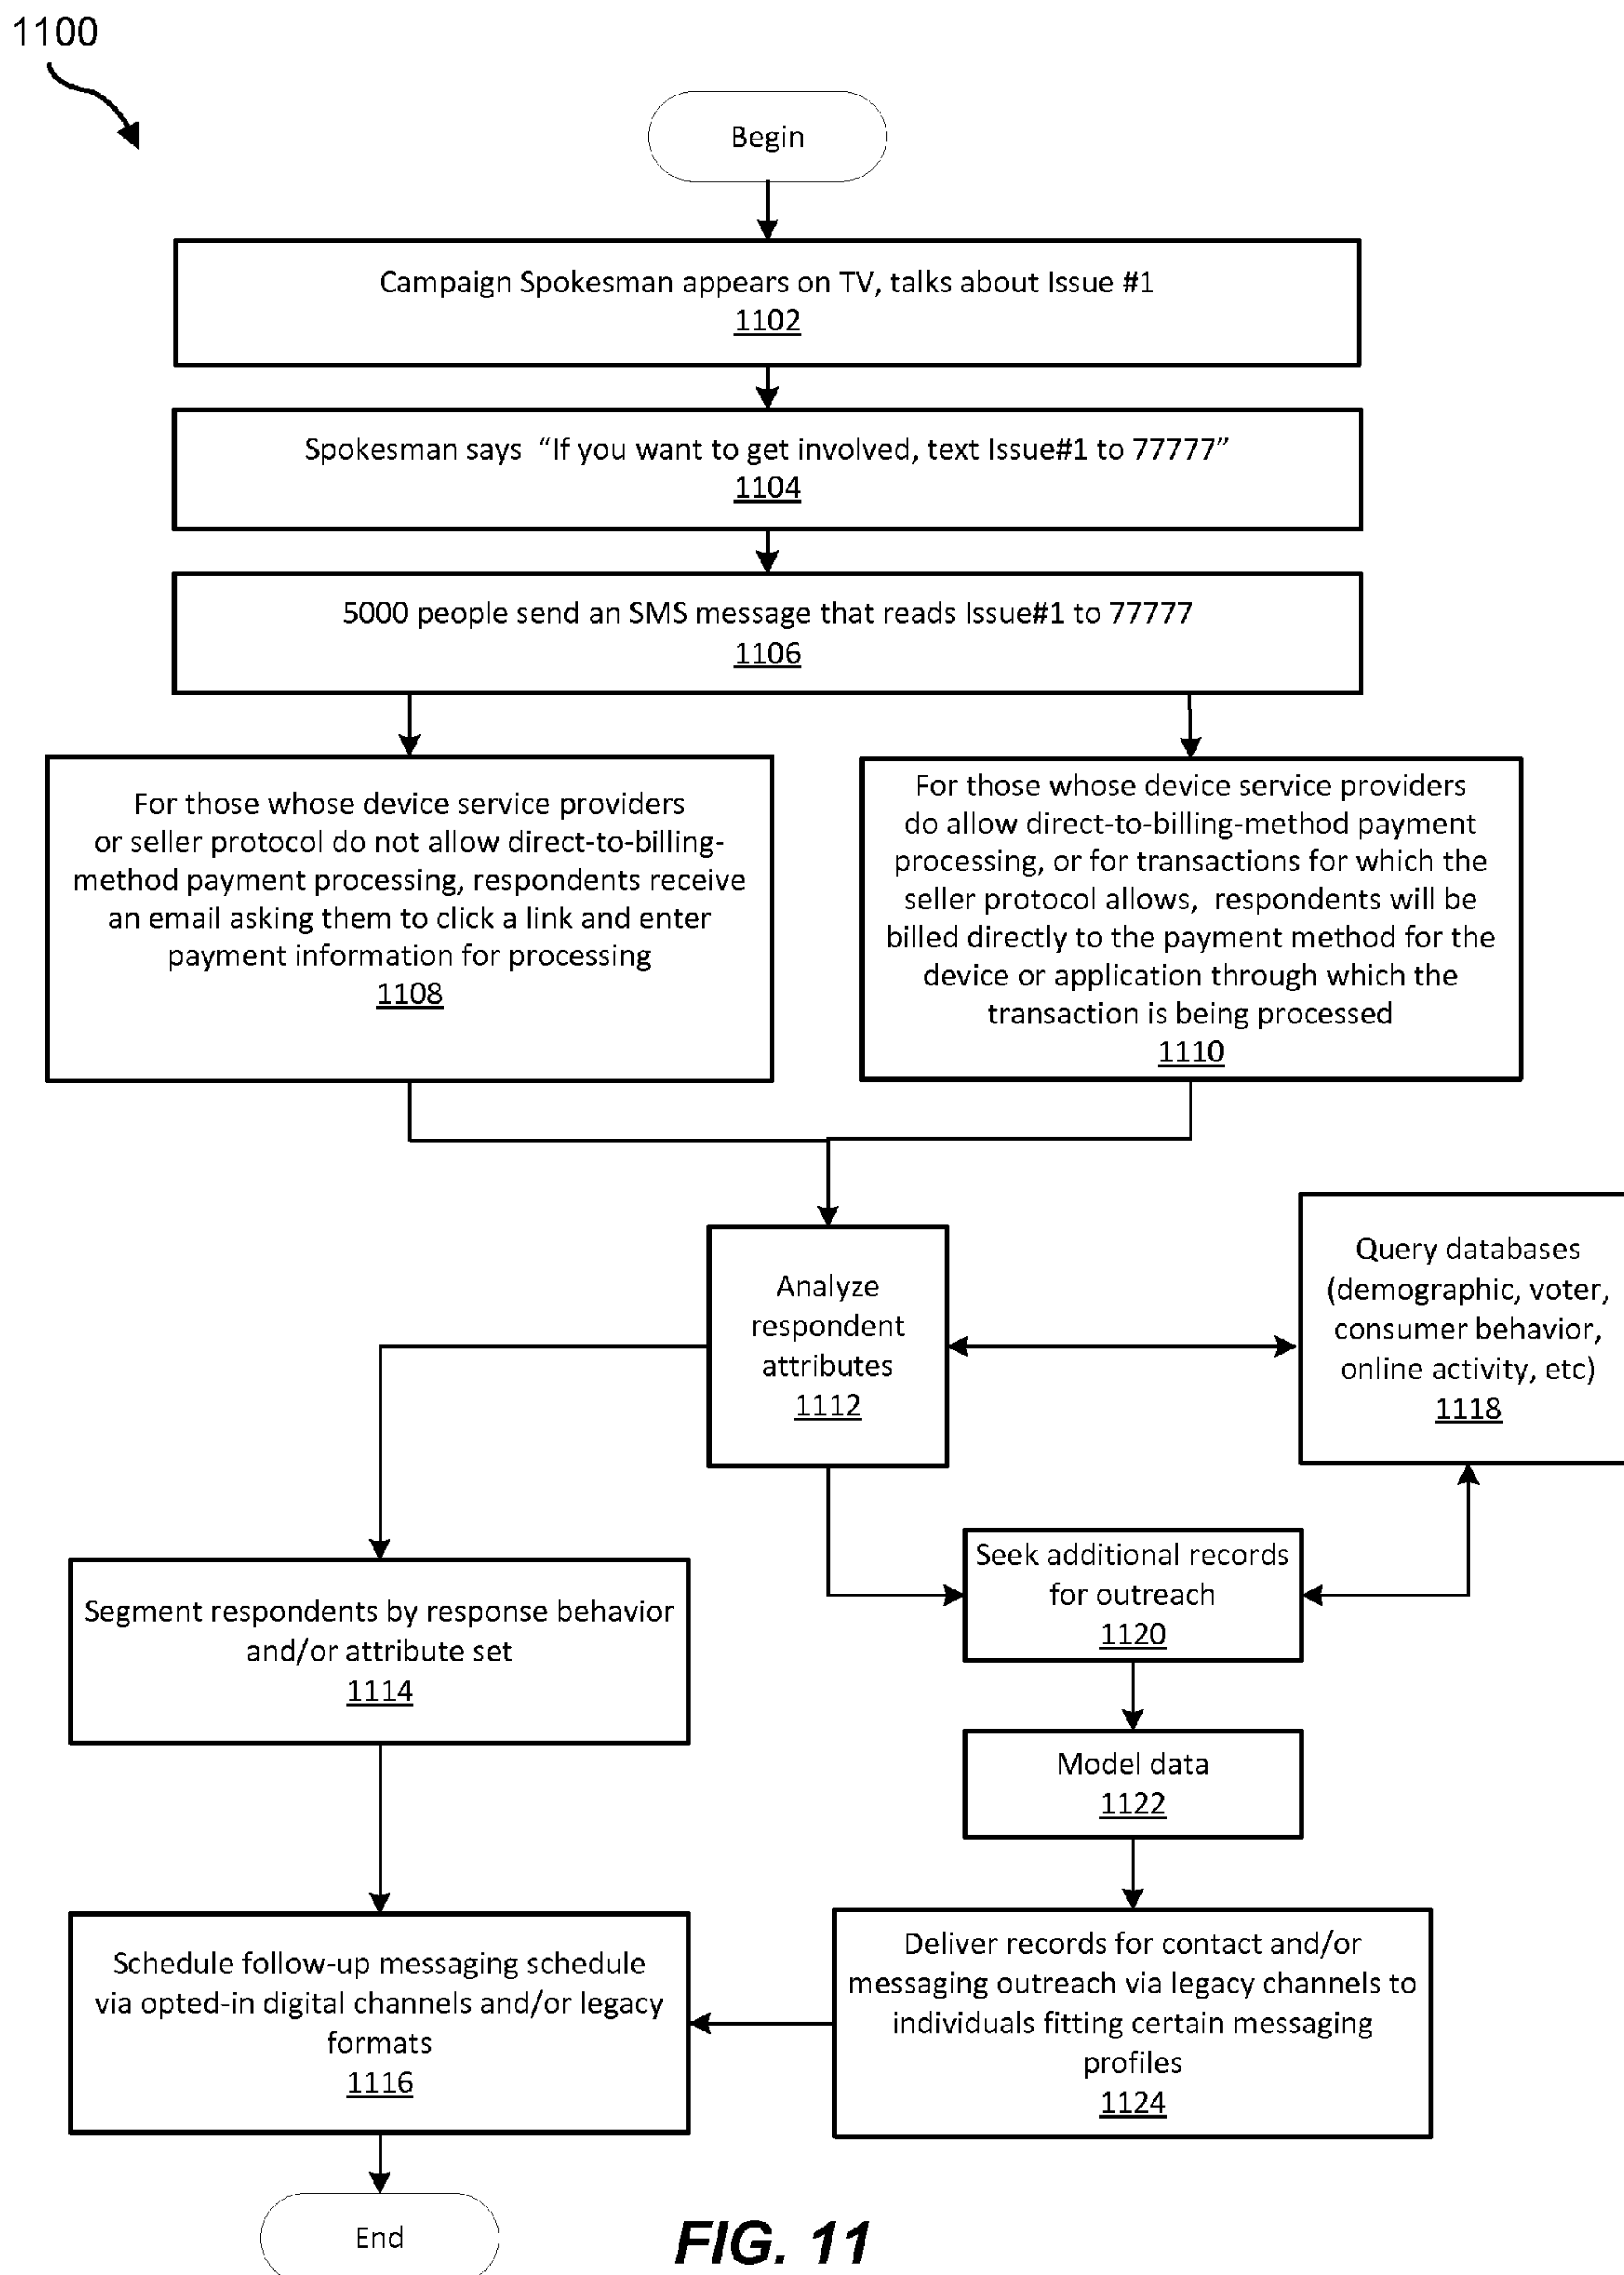 1100
Begin
Campaign Spokesman appears on TV, talks about Issue #1
1102
Spokesman says “If you want to get involved, text Issue#1 to 77777”
1104
5000 people send an SMS message that reads Issue#1 to 77777
1106
For those whose device service providers
or seller protocol do not allow direct-to-billing-
method payment processing, respondents receive
an email asking them to click a link and enter
payment information for processing
1108
For those whose device service providers
do allow direct-to-billing-method payment
processing, or for transactions for which the
seller protocol allows, respondents will be
billed directly to the payment method for the
device or application through which the
transaction is being processed
1110
Analyze
respondent
attributes
1112
Query databases
(demographic, voter,
consumer behavior,
online activity, etc)
1118
Segment respondents by response behavior
and/or attribute set
1114
Seek additional records
for outreach
1120
Model data
1122
Schedule follow-up messaging schedule
via opted-in digital channels and/or legacy
formats
1116
Deliver records for contact and/or
messaging outreach via legacy channels to
individuals fitting certain messaging
profiles
1124
End
FIG. 11